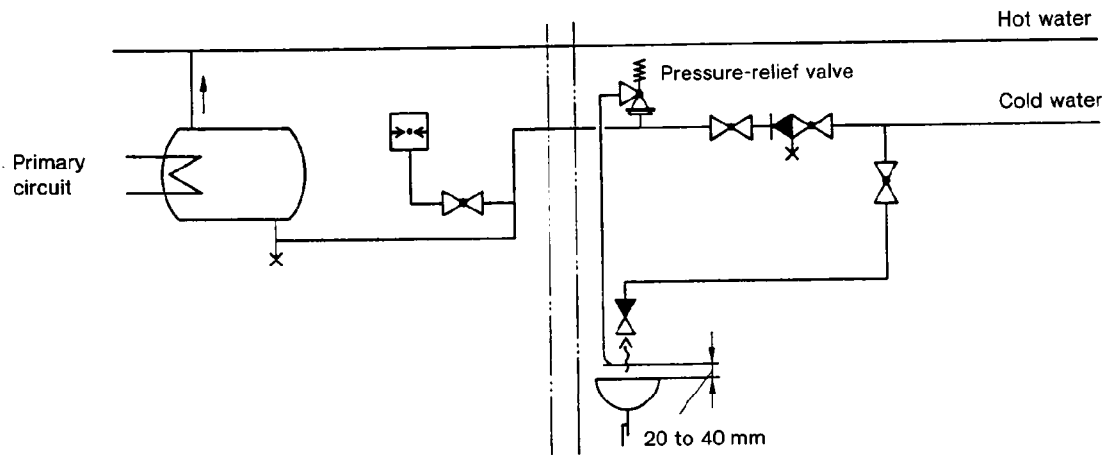 Hot water
Pressure-relief valve
Cold water
Primary
circuit
20 to 40 mm